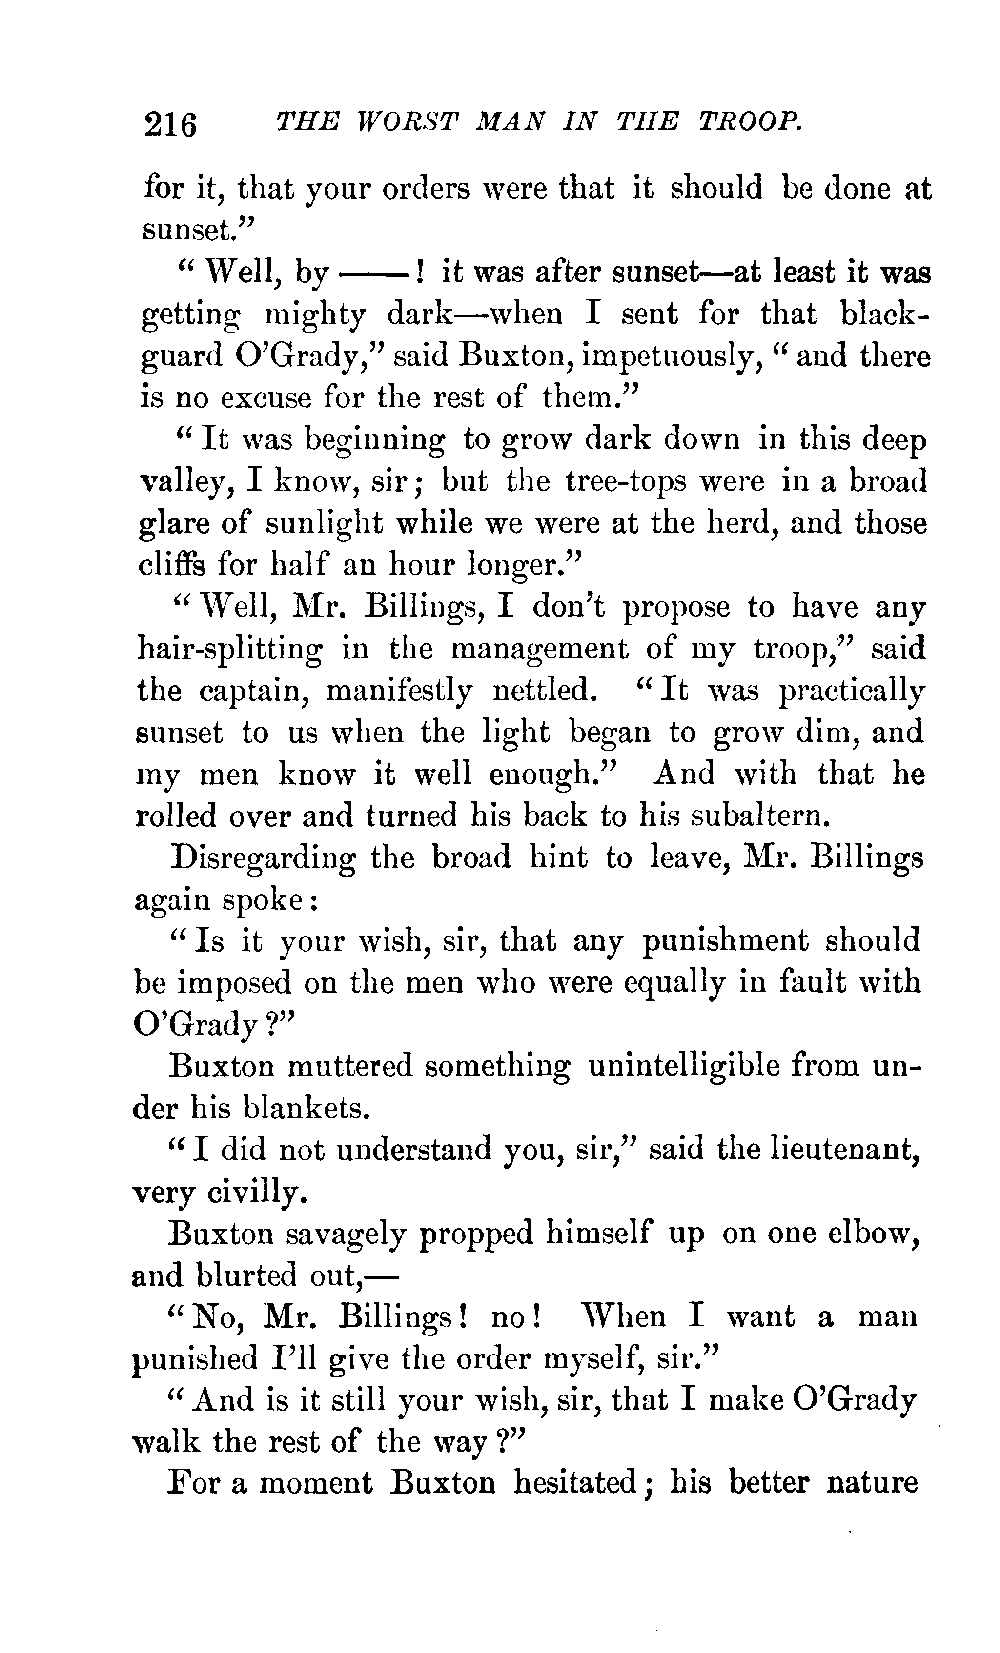 216 THE WORST MAN IN THE TROOP.
for it, that your orders were that it should be done at
sunset.”
“ Well, by ——! it was after sunset—at least it was
getting mighty dark—when I sent for that black-
guard O’Grady,” said Buxton, impetuously, “ and there
is no excuse for the rest of them.”
“ It was beginning to grow dark down in this deep
valley, I know, sir; but the tree-tops were in a broad
glare of sunlight while we were at the herd, and those
cliffs for half an hour longer.”
“ Well, Mr. Billings, I don’t propose to have any
hair-splitting in the management of my troop,” said
the captain, manifestly nettled. “ It was practically
sunset to us when the light began to grow dim, and
my men know it well enough.” And with that he
rolled over and turned his back to his subaltern.
Disregarding the broad hint to leave, Mr. Billings
again spoke:
“ Is it your wish, sir, that any punishment should
be imposed on the men who were equally in fault with
O’Grady ?”
Buxton muttered something unintelligible from un-
der his blankets.
“ I did not understand you, sir,” said the lieutenant,
very civilly.
Buxton savagely propped himself up on one elbow,
and blurted out,—
“ No, Mr. Billings! no! When I want a man
punished I’ll give the order myself, sir.”
“ And is it still your wish, sir, that I make O’Grady
walk the rest of the way ?”
For a moment Buxton hesitated; his better nature